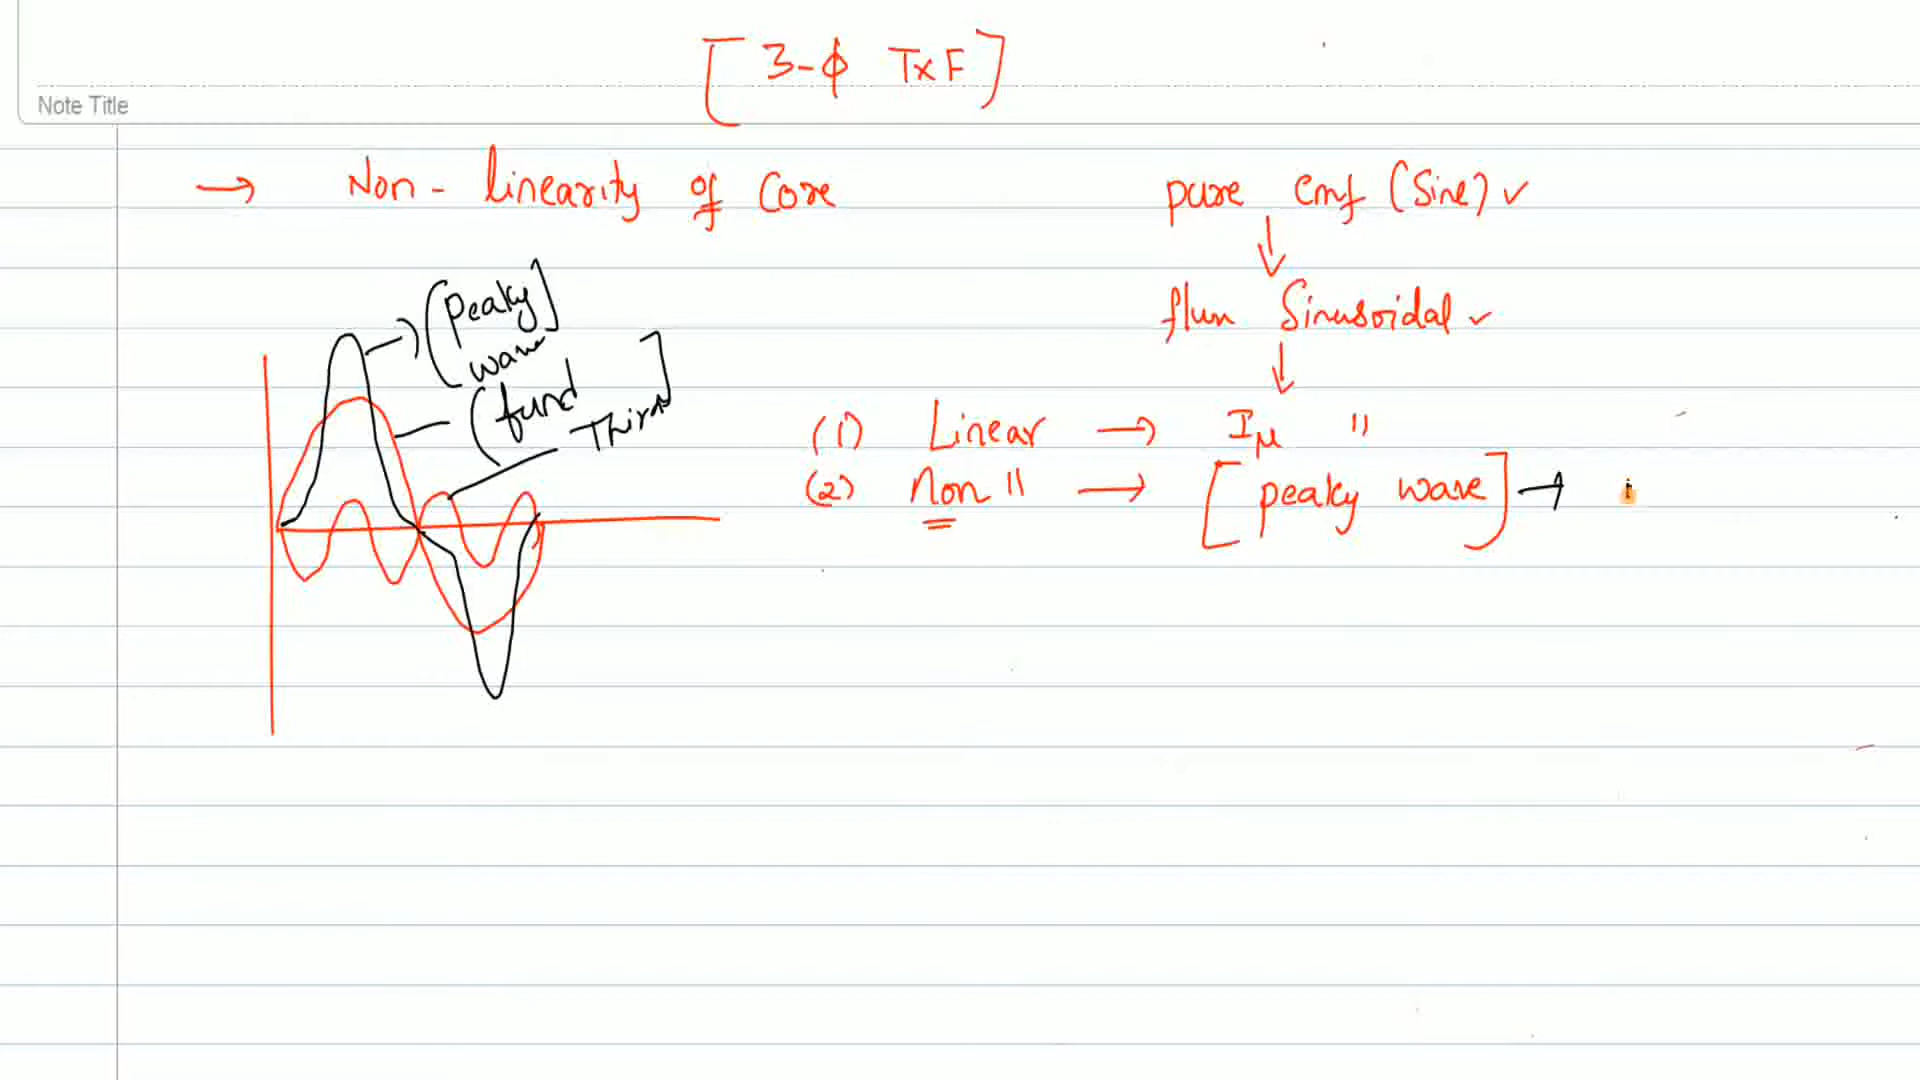 [ 3-φ TxF ]
Note Title
→ Non-linearity of Core
pure emf (Sine) ✓
↓
flux Sinusoidal ✓
↓
(1) Linear → Iμ "
(2) Non " → [ peaky wave ] → i
→ [Peaky
wave]
(fund
Third]